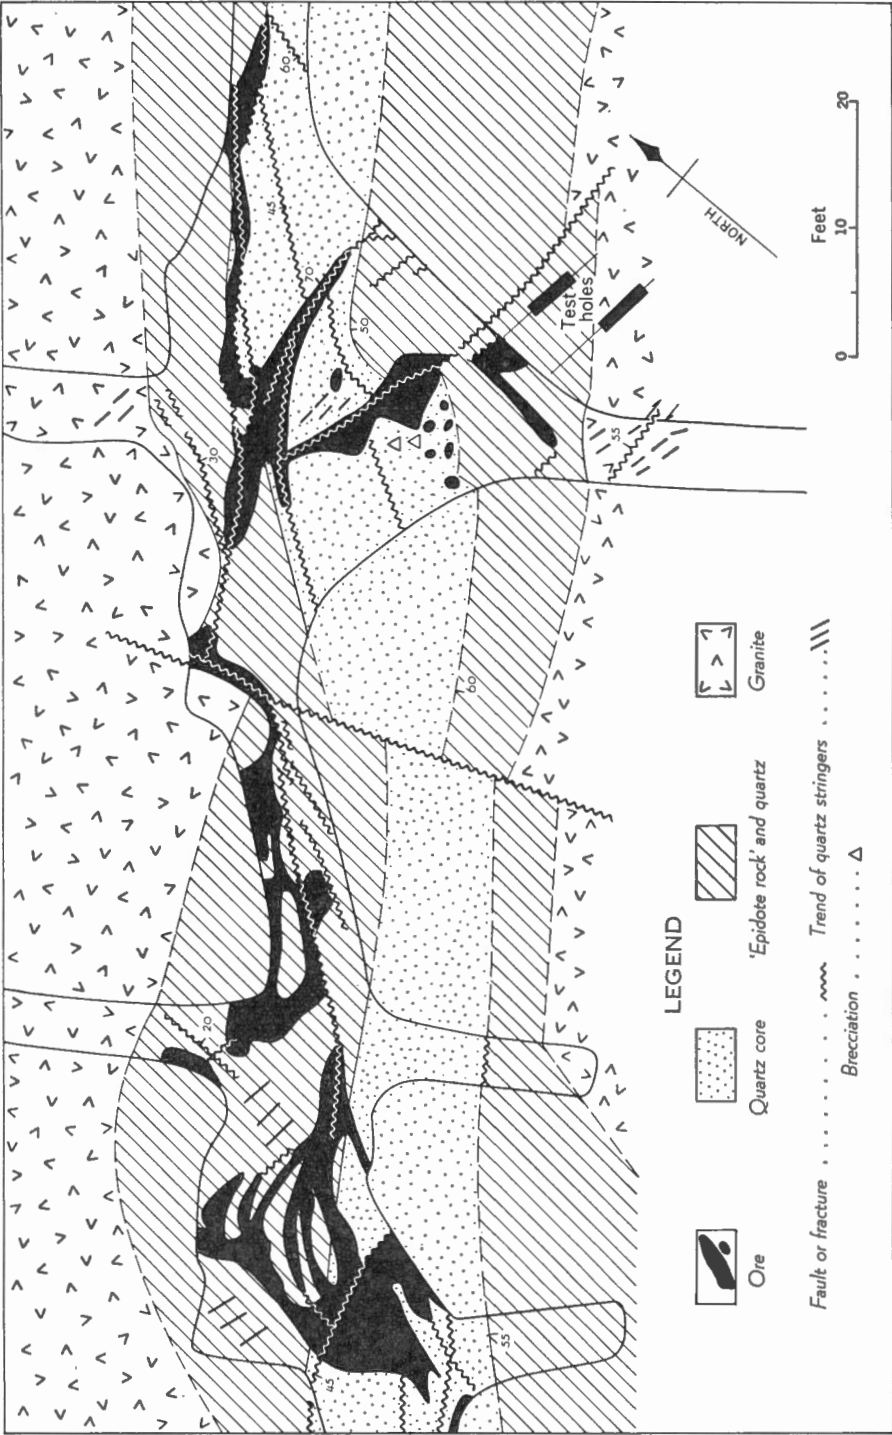 60
45
70
50
30
60
20
45
55
55
Test
holes
NORTH
Feet
0 10 20
LEGEND
Ore
Quartz core
'Epidote rock' and quartz
Granite
Fault or fracture . . . . . . . . Trend of quartz stringers . . . . . .
Brecciation . . . . . . . .